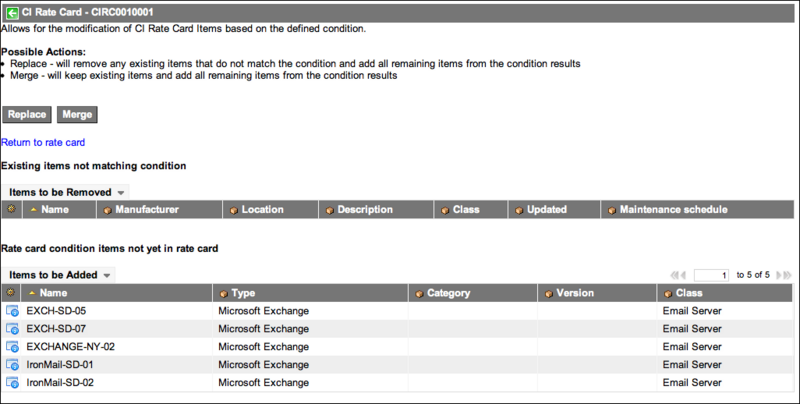 CI Rate Card - CIRC0010001
Allows for the modification of CI Rate Card Items based on the defined condition.
Possible Actions:
• Replace - will remove any existing items that do not match the condition and add all remaining items from the condition results
• Merge - will keep existing items and add all remaining items from the condition results
Replace Merge
Return to rate card
Existing items not matching condition
Items to be Removed
Name Manufacturer Location Description Class Updated Maintenance schedule
Rate card condition items not yet in rate card
Items to be Added 1 to 5 of 5
Name Type Category Version Class
EXCH-SD-05 Microsoft Exchange Email Server
EXCH-SD-07 Microsoft Exchange Email Server
EXCHANGE-NY-02 Microsoft Exchange Email Server
IronMail-SD-01 Microsoft Exchange Email Server
IronMail-SD-02 Microsoft Exchange Email Server